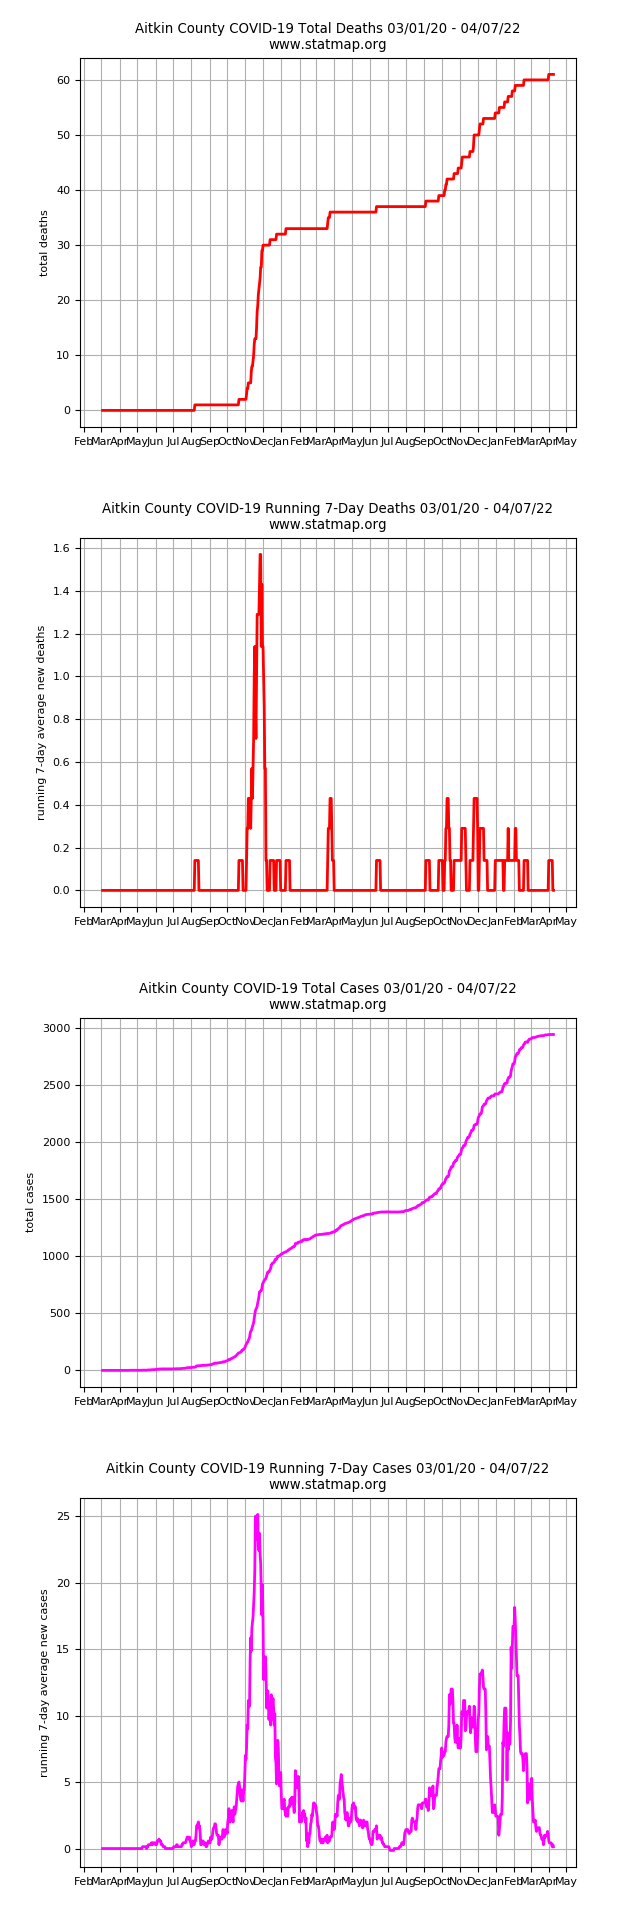 Aitkin County COVID-19 Total Deaths 03/01/20 - 04/07/22
www.statmap.org
60
50
40
30
20
10
0
total deaths
Feb Mar Apr May Jun Jul Aug Sep Oct Nov Dec Jan Feb Mar Apr May Jun Jul Aug Sep Oct Nov Dec Jan Feb Mar Apr May
Aitkin County COVID-19 Running 7-Day Deaths 03/01/20 - 04/07/22
www.statmap.org
1.6
1.4
1.2
1.0
0.8
0.6
0.4
0.2
0.0
running 7-day average new deaths
Feb Mar Apr May Jun Jul Aug Sep Oct Nov Dec Jan Feb Mar Apr May Jun Jul Aug Sep Oct Nov Dec Jan Feb Mar Apr May
Aitkin County COVID-19 Total Cases 03/01/20 - 04/07/22
www.statmap.org
3000
2500
2000
1500
1000
500
0
total cases
Feb Mar Apr May Jun Jul Aug Sep Oct Nov Dec Jan Feb Mar Apr May Jun Jul Aug Sep Oct Nov Dec Jan Feb Mar Apr May
Aitkin County COVID-19 Running 7-Day Cases 03/01/20 - 04/07/22
www.statmap.org
25
20
15
10
5
0
running 7-day average new cases
Feb Mar Apr May Jun Jul Aug Sep Oct Nov Dec Jan Feb Mar Apr May Jun Jul Aug Sep Oct Nov Dec Jan Feb Mar Apr May